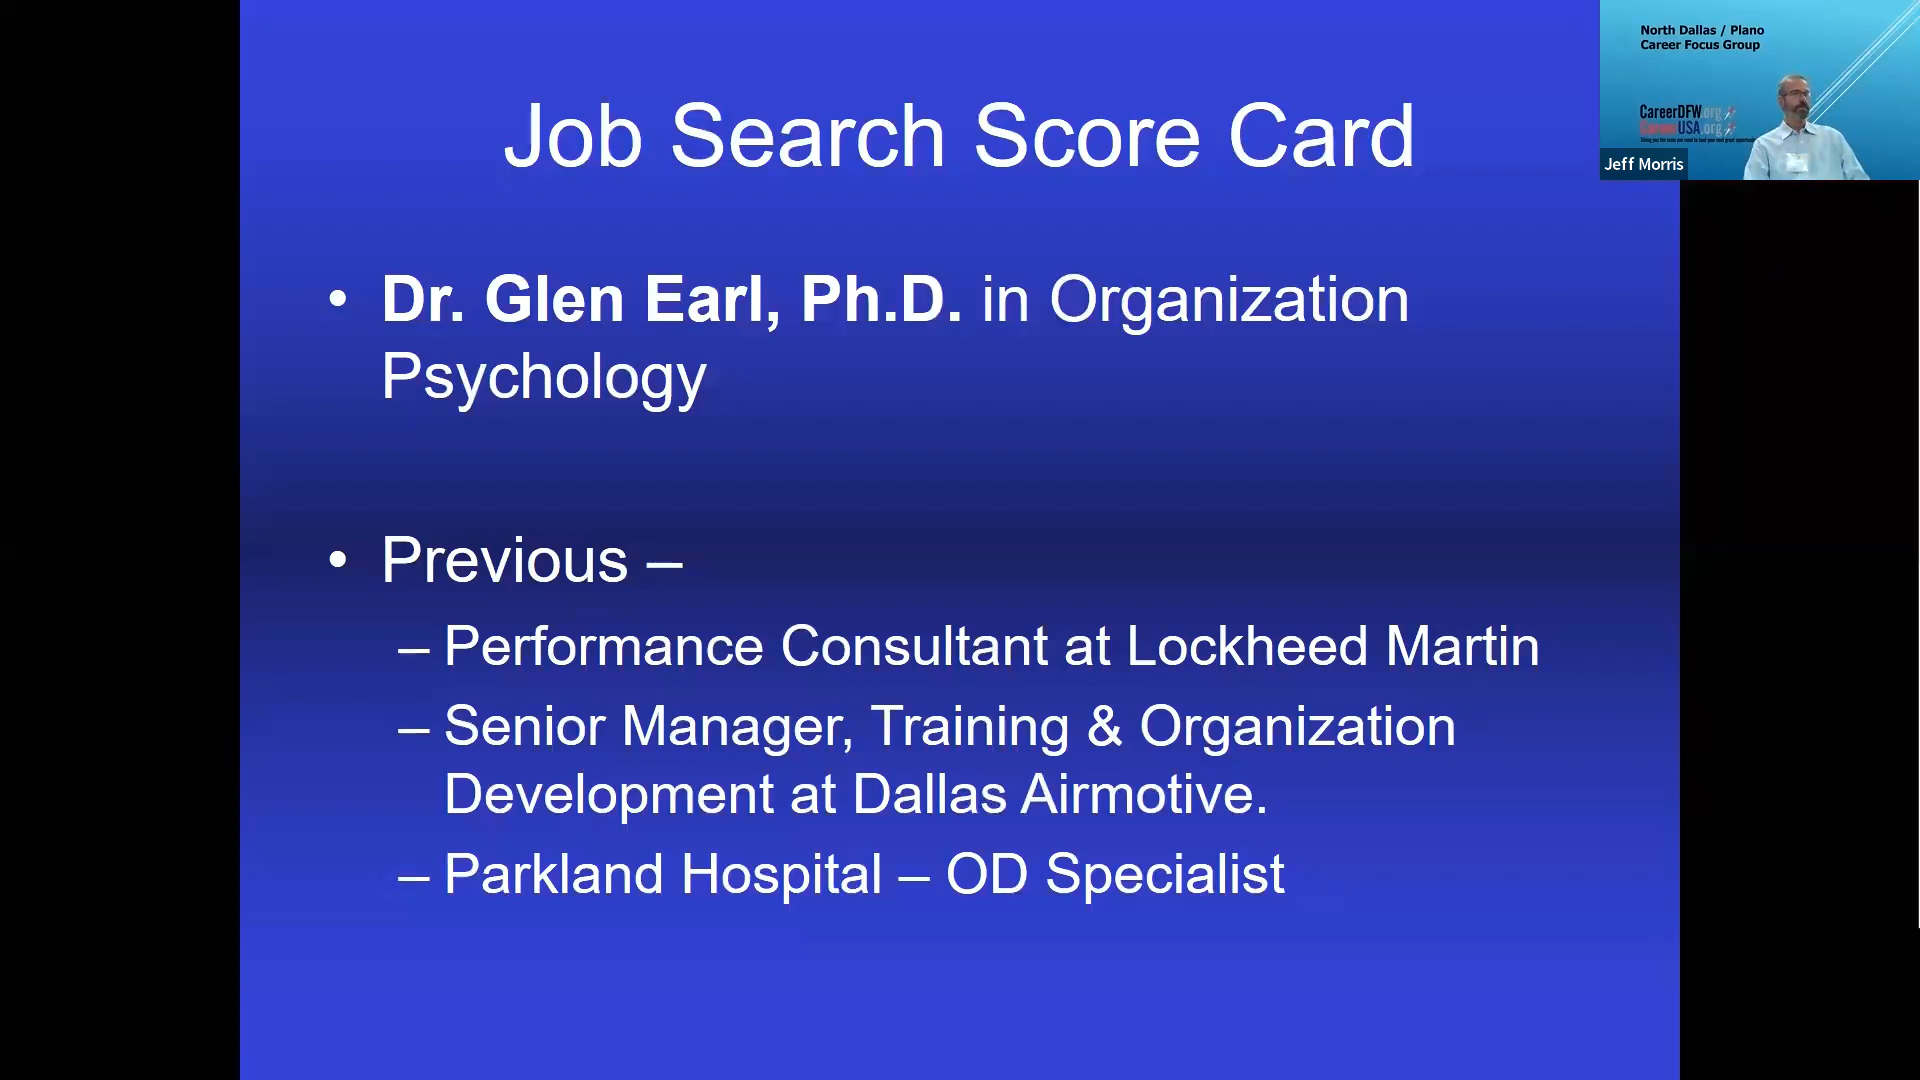 Job Search Score Card
• Dr. Glen Earl, Ph.D. in Organization
Psychology
• Previous –
– Performance Consultant at Lockheed Martin
– Senior Manager, Training & Organization
Development at Dallas Airmotive.
– Parkland Hospital – OD Specialist
North Dallas / Plano
Career Focus Group
CareerDFW.org
CareerUSA.org
Jeff Morris